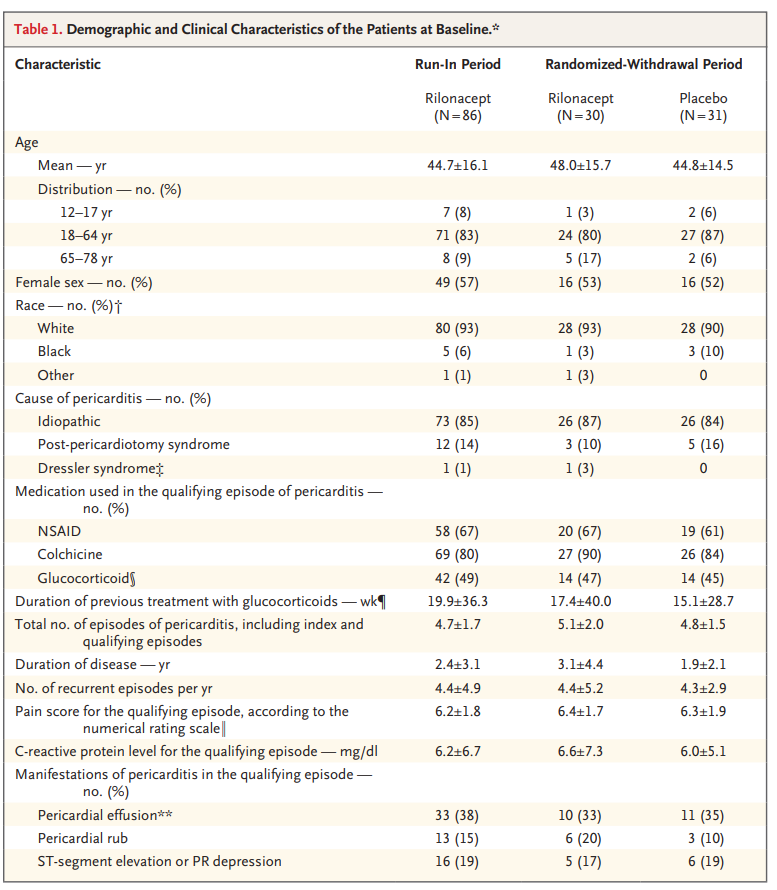 Table 1. Demographic and Clinical Characteristics of the Patients at Baseline.*
Characteristic Run-In Period Randomized-Withdrawal Period
Rilonacept (N=86) Rilonacept (N=30) Placebo (N=31)
Age
Mean — yr 44.7±16.1 48.0±15.7 44.8±14.5
Distribution — no. (%)
12–17 yr 7 (8) 1 (3) 2 (6)
18–64 yr 71 (83) 24 (80) 27 (87)
65–78 yr 8 (9) 5 (17) 2 (6)
Female sex — no. (%) 49 (57) 16 (53) 16 (52)
Race — no. (%)†
White 80 (93) 28 (93) 28 (90)
Black 5 (6) 1 (3) 3 (10)
Other 1 (1) 1 (3) 0
Cause of pericarditis — no. (%)
Idiopathic 73 (85) 26 (87) 26 (84)
Post-pericardiotomy syndrome 12 (14) 3 (10) 5 (16)
Dressler syndrome‡ 1 (1) 1 (3) 0
Medication used in the qualifying episode of pericarditis —
no. (%)
NSAID 58 (67) 20 (67) 19 (61)
Colchicine 69 (80) 27 (90) 26 (84)
Glucocorticoid§ 42 (49) 14 (47) 14 (45)
Duration of previous treatment with glucocorticoids — wk¶ 19.9±36.3 17.4±40.0 15.1±28.7
Total no. of episodes of pericarditis, including index and 4.7±1.7 5.1±2.0 4.8±1.5
qualifying episodes
Duration of disease — yr 2.4±3.1 3.1±4.4 1.9±2.1
No. of recurrent episodes per yr 4.4±4.9 4.4±5.2 4.3±2.9
Pain score for the qualifying episode, according to the 6.2±1.8 6.4±1.7 6.3±1.9
numerical rating scale‖
C-reactive protein level for the qualifying episode — mg/dl 6.2±6.7 6.6±7.3 6.0±5.1
Manifestations of pericarditis in the qualifying episode —
no. (%)
Pericardial effusion** 33 (38) 10 (33) 11 (35)
Pericardial rub 13 (15) 6 (20) 3 (10)
ST-segment elevation or PR depression 16 (19) 5 (17) 6 (19)